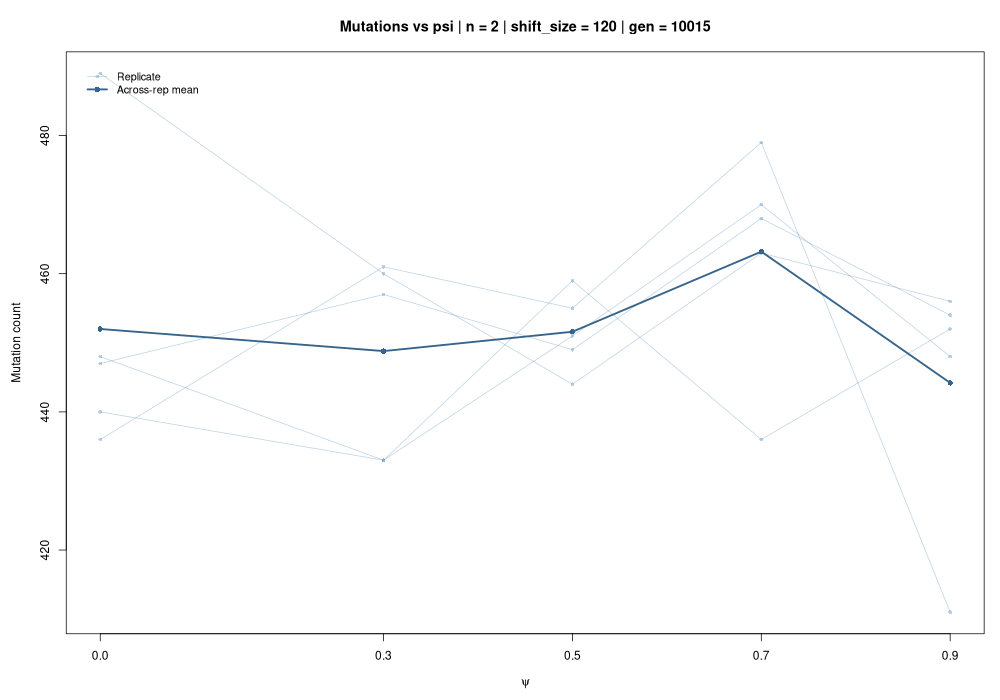 Mutations vs psi | n = 2 | shift_size = 120 | gen = 10015
Replicate
Across-rep mean
Mutation count
480
460
440
420
0.0
0.3
0.5
0.7
0.9
ψ